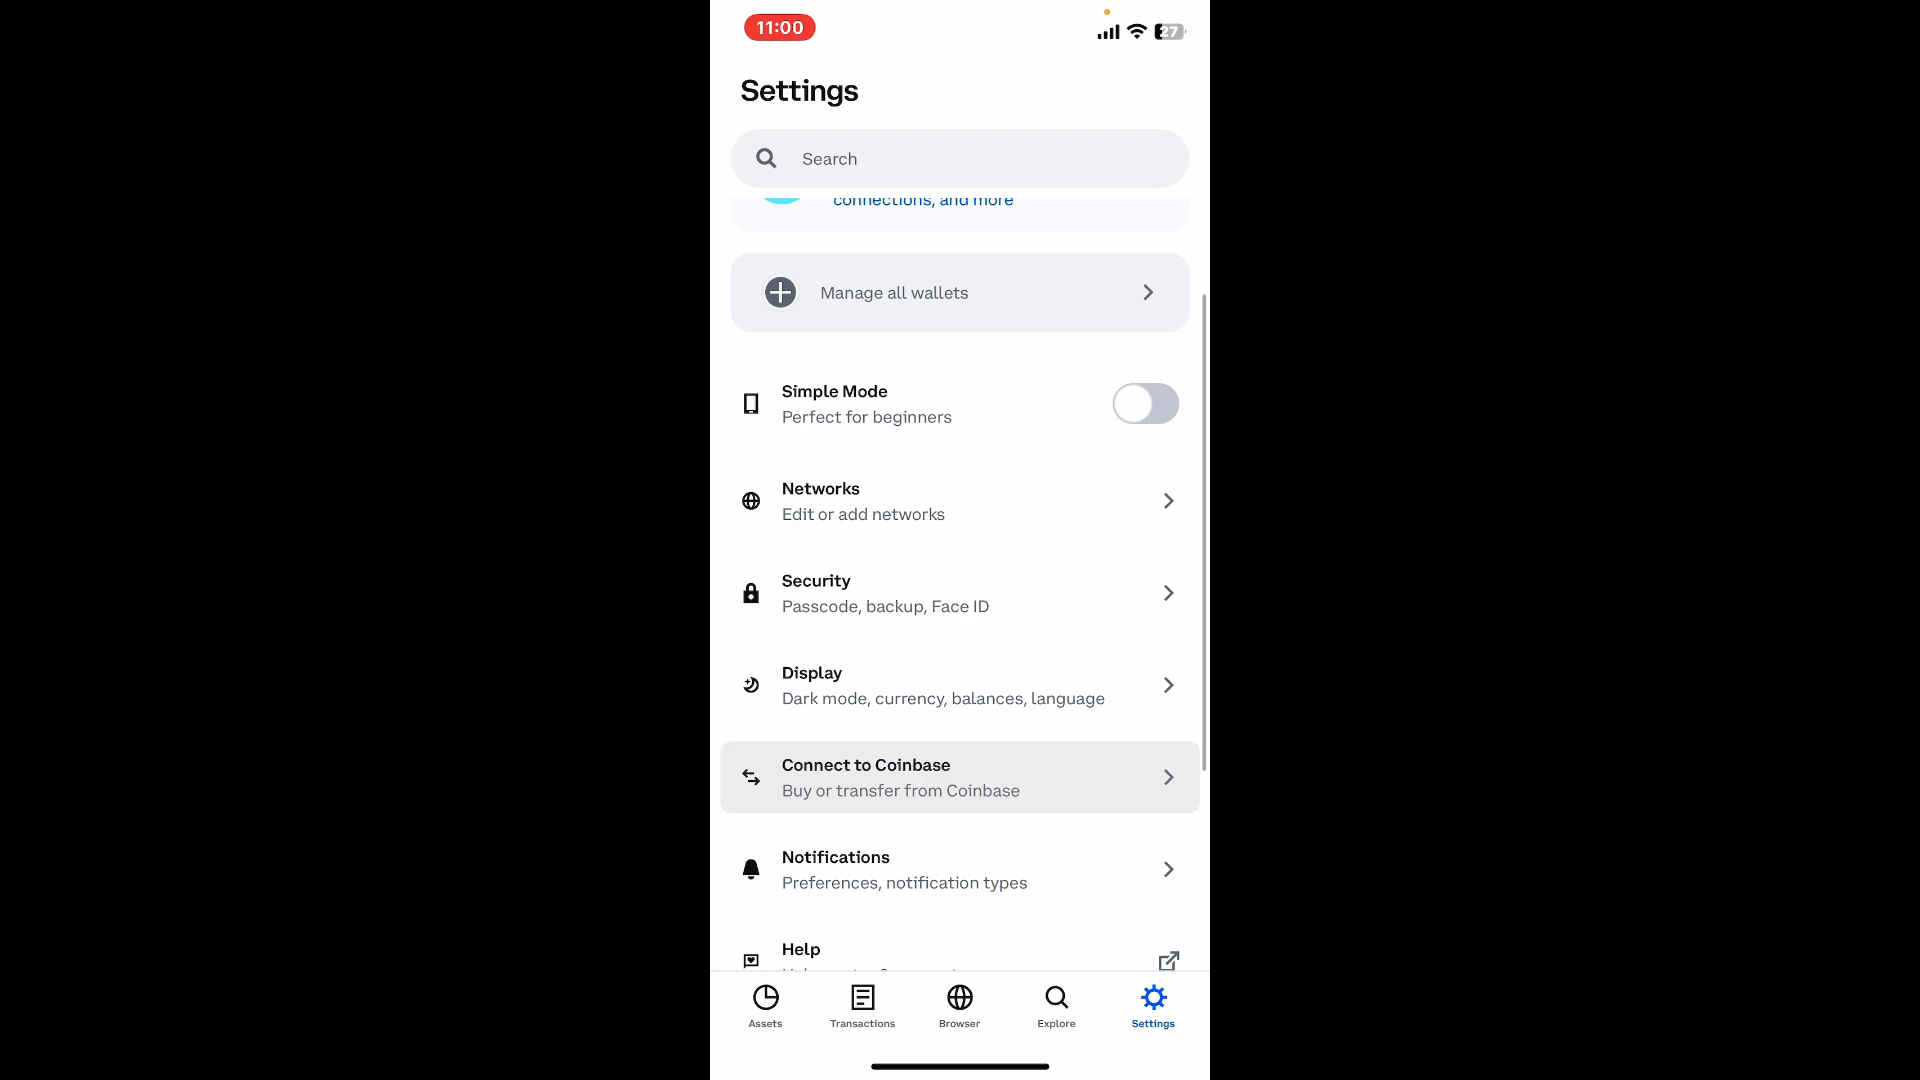 11:00
27
Settings
Search
connections, and more
Manage all wallets
Simple Mode
Perfect for beginners
Networks
Edit or add networks
Security
Passcode, backup, Face ID
Display
Dark mode, currency, balances, language
Connect to Coinbase
Buy or transfer from Coinbase
Notifications
Preferences, notification types
Help
Assets
Transactions
Browser
Explore
Settings